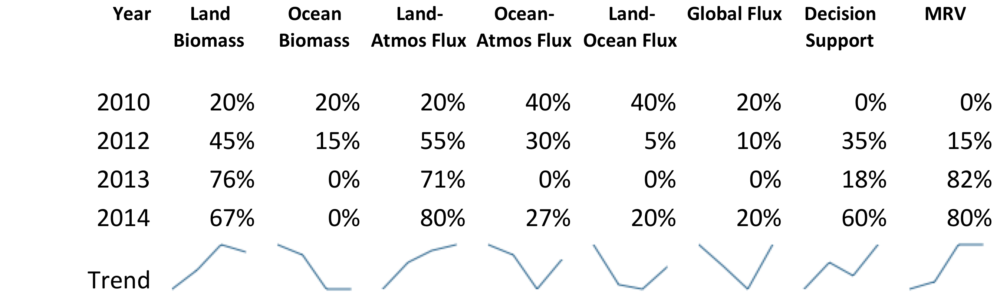 Year Land Ocean Land- Ocean- Land- Global Flux Decision MRV
Biomass Biomass Atmos Flux Atmos Flux Ocean Flux Support
2010 20% 20% 20% 40% 40% 20% 0% 0%
2012 45% 15% 55% 30% 5% 10% 35% 15%
2013 76% 0% 71% 0% 0% 0% 18% 82%
2014 67% 0% 80% 27% 20% 20% 60% 80%
Trend